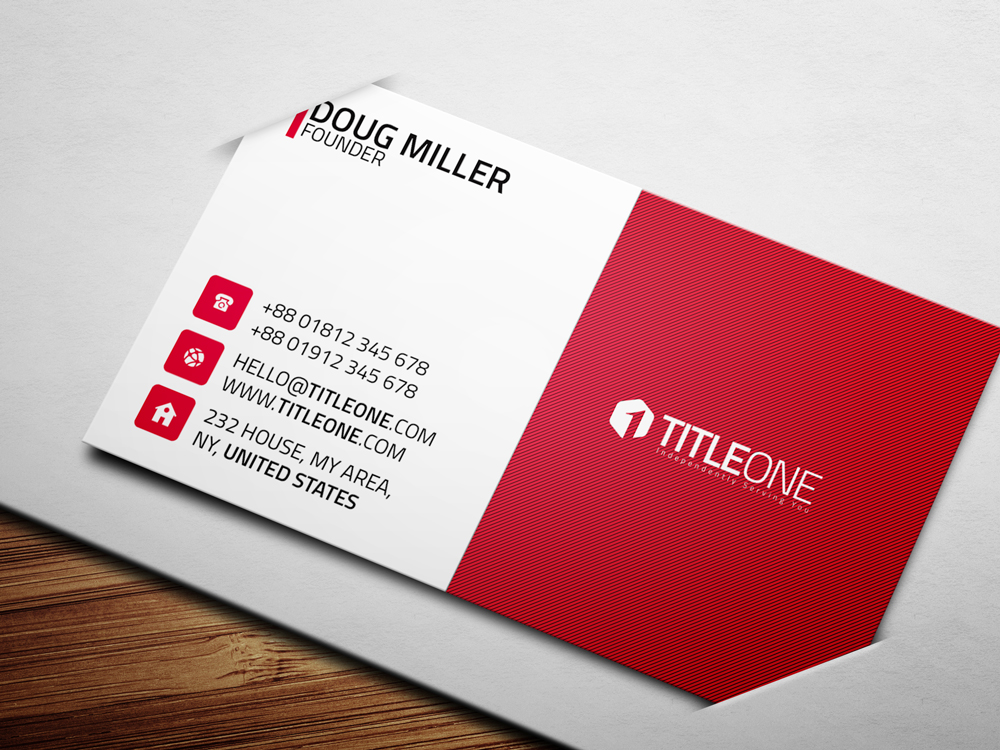 DOUG MILLER
FOUNDER
+88 01812 345 678
+88 01912 345 678
HELLO@TITLEONE.COM
WWW.TITLEONE.COM
232 HOUSE, MY AREA,
NY, UNITED STATES
1
TITLEONE
Independently Serving You